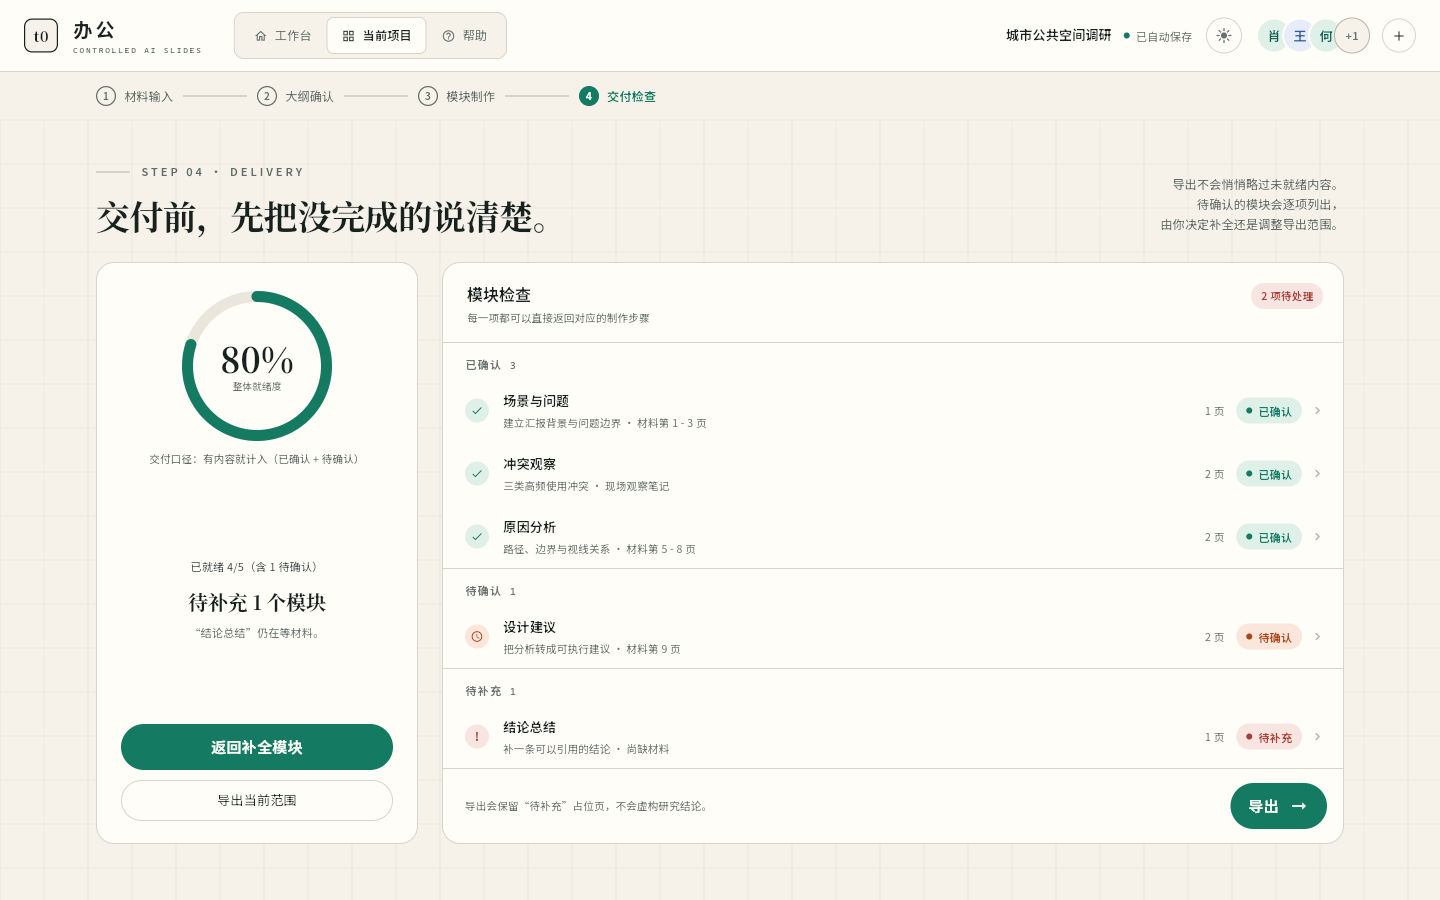 t0
办公
CONTROLLED AI SLIDES
工作台
当前项目
帮助
城市公共空间调研
已自动保存
肖
王
何
+1
+
1 材料输入
2 大纲确认
3 模块制作
4 交付检查
STEP 04 · DELIVERY
交付前，先把没完成的说清楚。
导出不会悄悄略过未就绪内容。
待确认的模块会逐项列出，
由你决定补全还是调整导出范围。
80%
整体就绪度
交付口径：有内容就计入（已确认 + 待确认）
已就绪 4/5（含 1 待确认）
待补充 1 个模块
“结论总结”仍在等材料。
返回补全模块
导出当前范围
模块检查
每一项都可以直接返回对应的制作步骤
2 项待处理
已确认 3
场景与问题
建立汇报背景与问题边界 · 材料第 1 - 3 页
1 页
已确认
冲突观察
三类高频使用冲突 · 现场观察笔记
2 页
已确认
原因分析
路径、边界与视线关系 · 材料第 5 - 8 页
2 页
已确认
待确认 1
设计建议
把分析转成可执行建议 · 材料第 9 页
2 页
待确认
待补充 1
!
结论总结
补一条可以引用的结论 · 尚缺材料
1 页
待补充
导出会保留“待补充”占位页，不会虚构研究结论。
导出 →